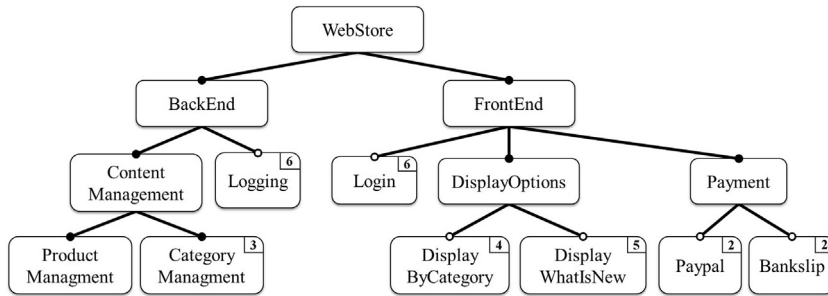 WebStore
BackEnd
FrontEnd
Content
Management
6
Logging
6
Login
DisplayOptions
Payment
Product
Managment
3
Category
Managment
4
Display
ByCategory
5
Display
WhatIsNew
2
Paypal
2
Bankslip